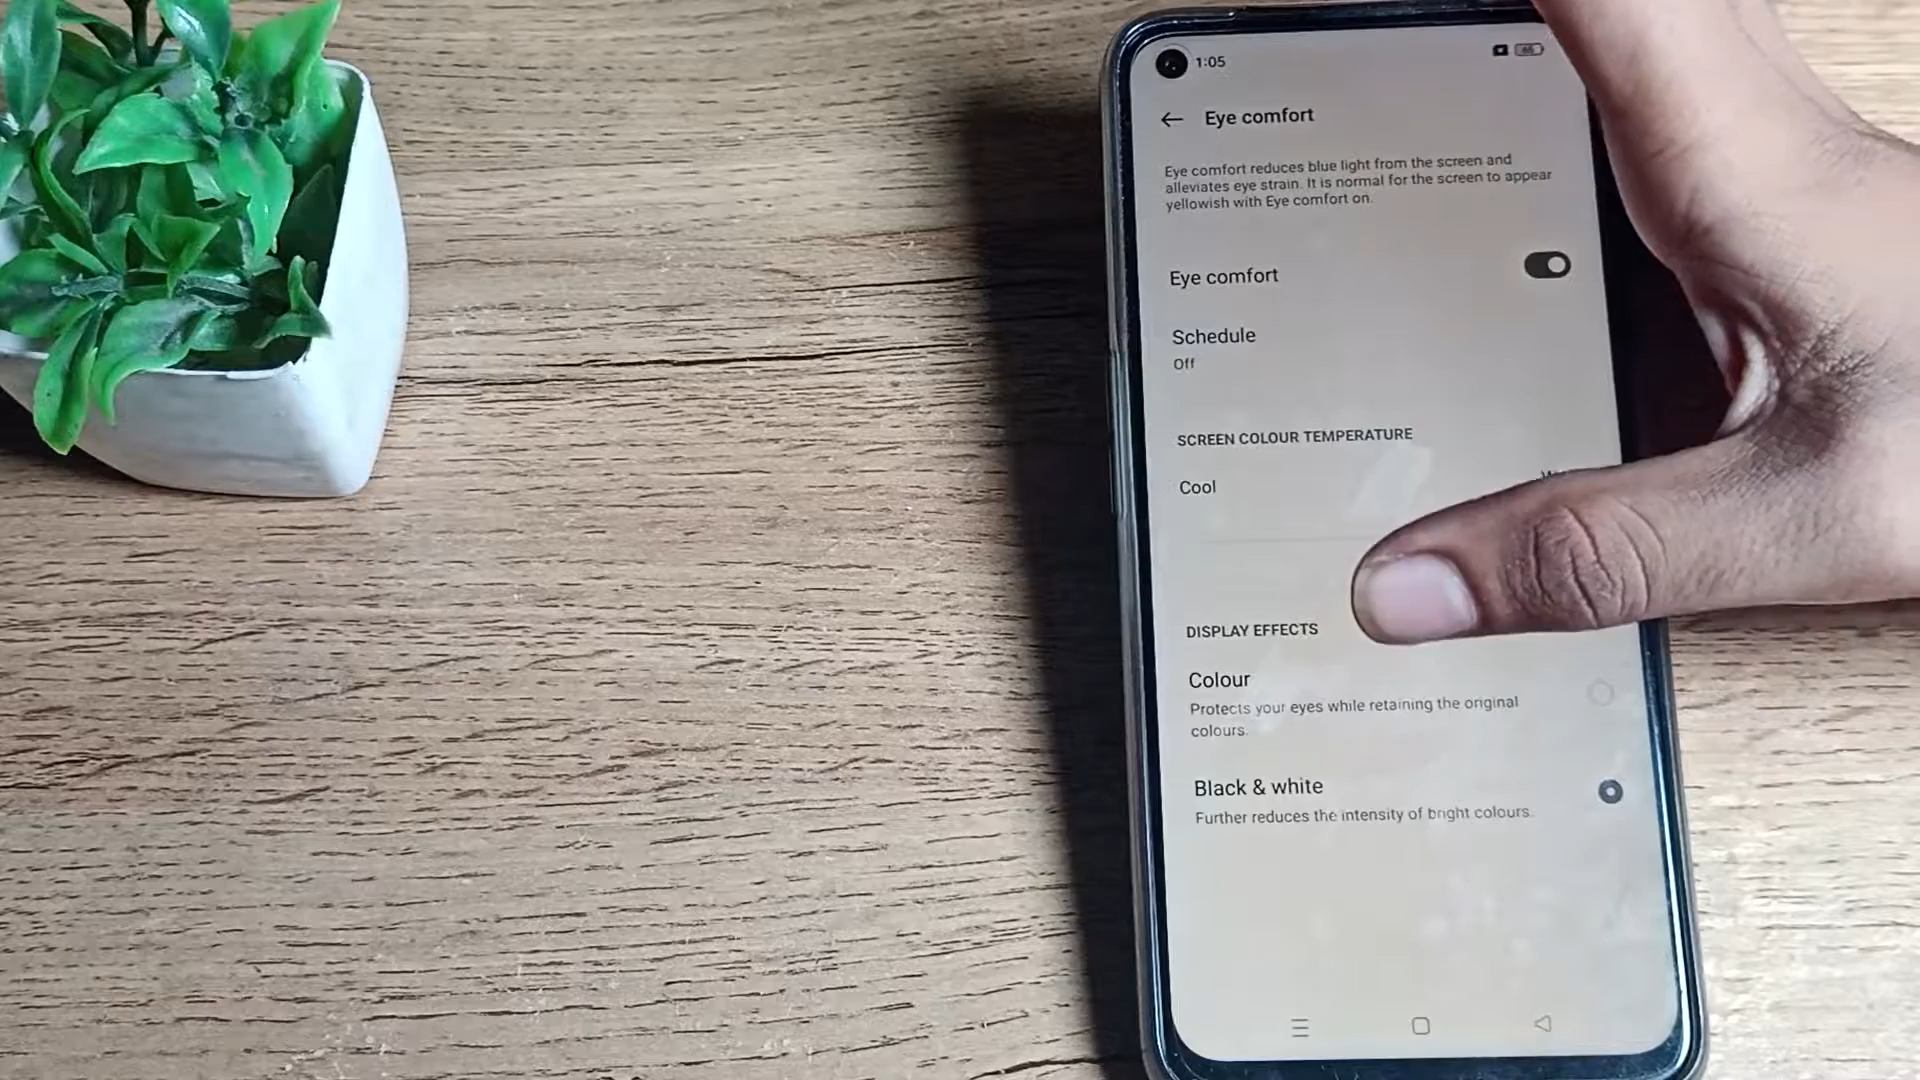 1:05
65
Eye comfort
Eye comfort reduces blue light from the screen and
alleviates eye strain. It is normal for the screen to appear
yellowish with Eye comfort on.
Eye comfort
Schedule
Off
SCREEN COLOUR TEMPERATURE
Cool
DISPLAY EFFECTS
Colour
Protects your eyes while retaining the original
colours.
Black & white
Further reduces the intensity of bright colours.